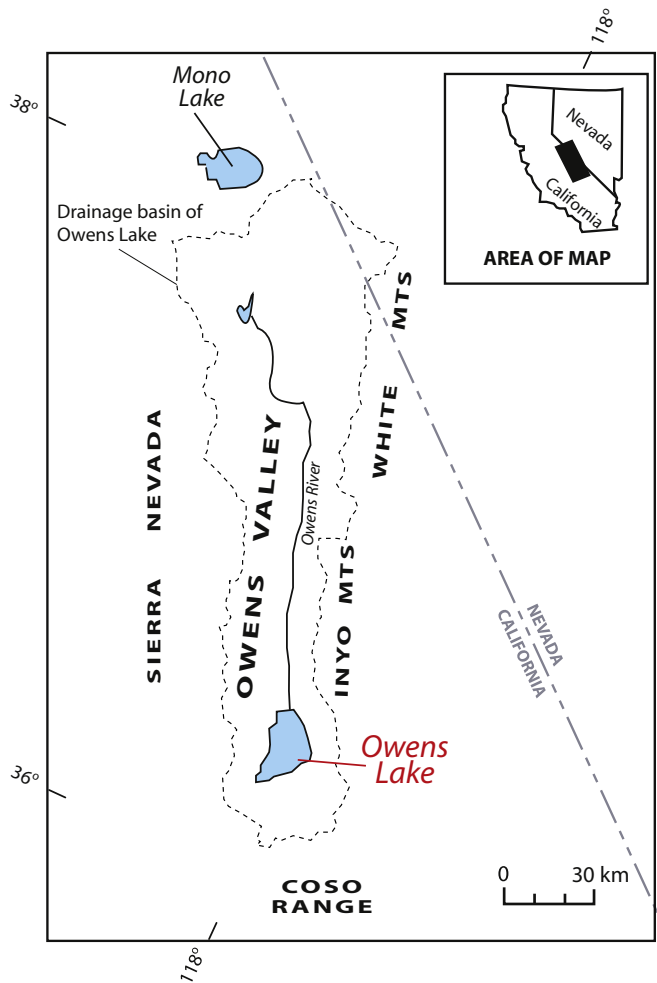 118°
38°
Mono
Lake
Nevada
California
AREA OF MAP
Drainage basin of
Owens Lake
WHITE MTS
SIERRA NEVADA
OWENS VALLEY
Owens River
INYO MTS
NEVADA
CALIFORNIA
Owens
Lake
36°
0 30 km
COSO
RANGE
118°